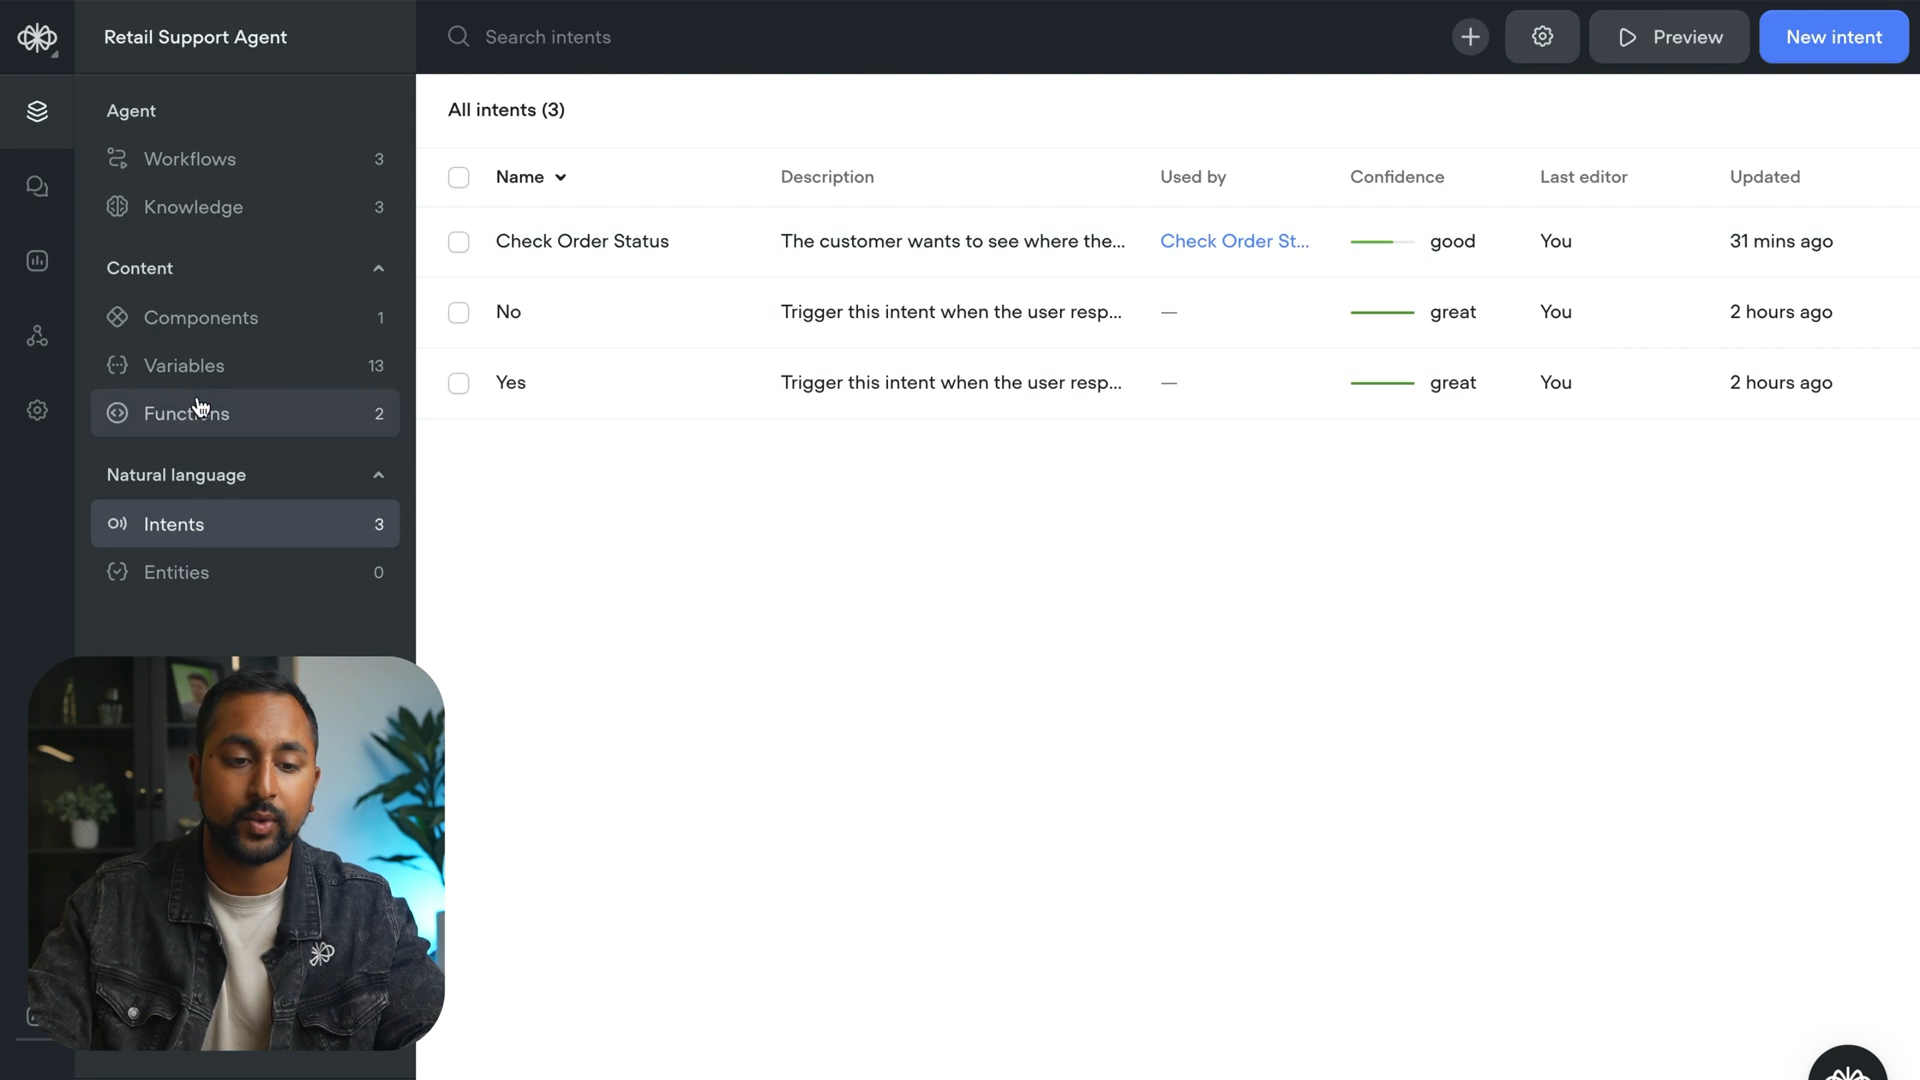 Retail Support Agent
Search intents
Preview
New intent
Agent
Workflows 3
Knowledge 3
Content
Components 1
Variables 13
Functions 2
Natural language
Intents 3
Entities 0
All intents (3)
Name Description Used by Confidence Last editor Updated
Check Order Status The customer wants to see where the... Check Order St... good You 31 mins ago
No Trigger this intent when the user resp... — great You 2 hours ago
Yes Trigger this intent when the user resp... — great You 2 hours ago